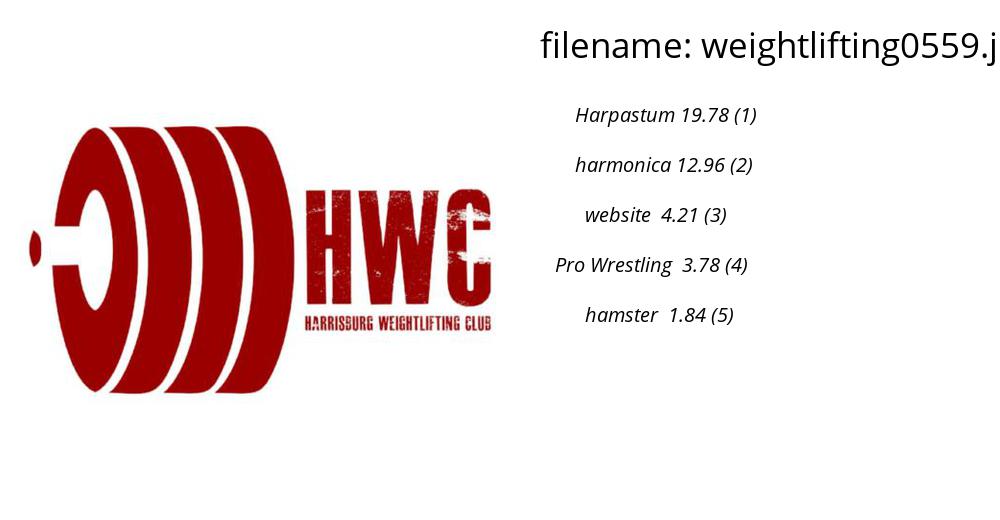 filename: weightlifting0559.j
Harpastum 19.78 (1)
harmonica 12.96 (2)
website 4.21 (3)
Pro Wrestling 3.78 (4)
hamster 1.84 (5)
HWC
HARRISBURG WEIGHTLIFTING CLUB